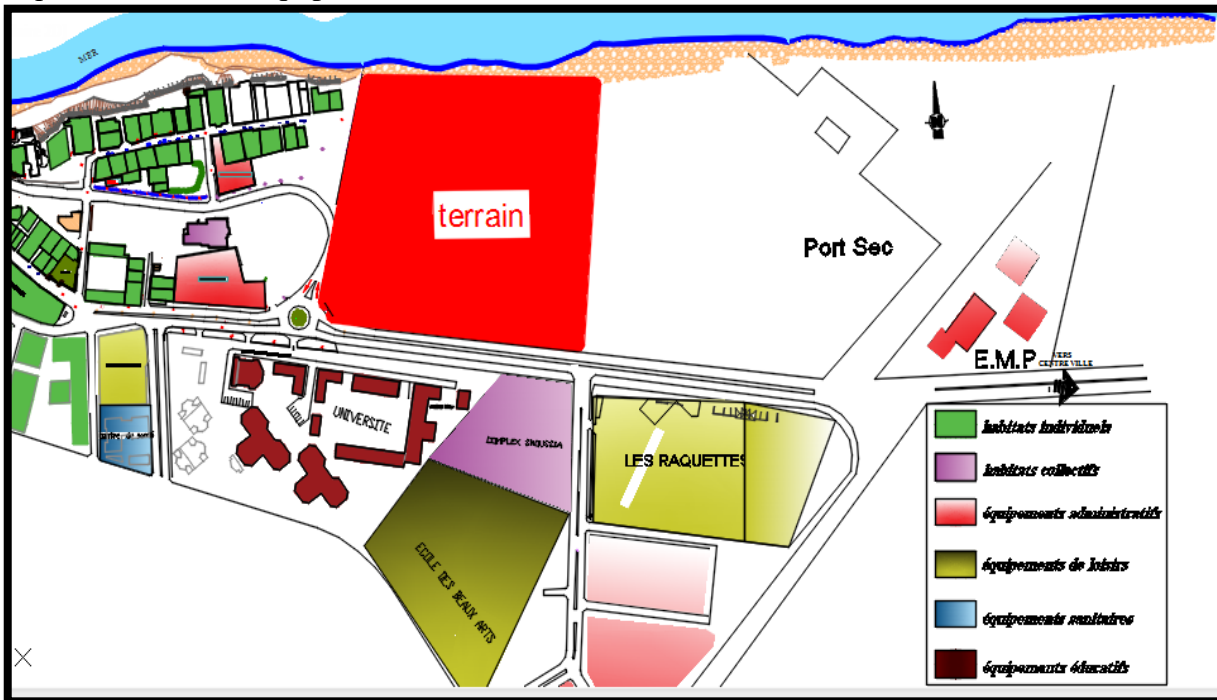 MER
terrain
Port Sec
E.M.P
VERS
CENTRE VILLE
UNIVERSITE
COMPLEX SNOUSSIA
LES RAQUETTES
ECOLE DES BEAUX ARTS
habitats individuels
habitats collectifs
équipements administratifs
équipements de loisirs
équipements sanitaires
équipements éducatifs